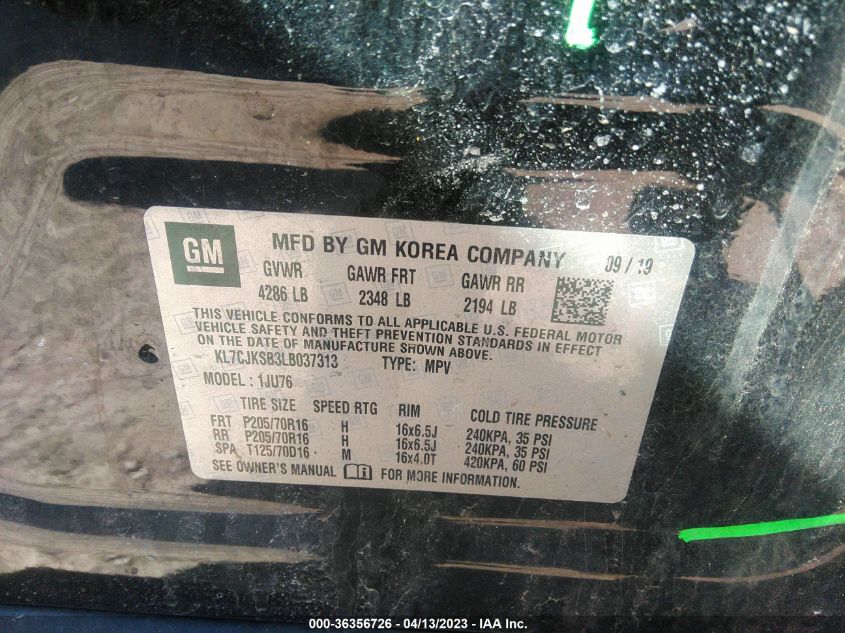 GM MFD BY GM KOREA COMPANY 09 / 19
GVWR GAWR FRT GAWR RR
4286 LB 2348 LB 2194 LB
THIS VEHICLE CONFORMS TO ALL APPLICABLE U.S. FEDERAL MOTOR
VEHICLE SAFETY AND THEFT PREVENTION STANDARDS IN EFFECT
ON THE DATE OF MANUFACTURE SHOWN ABOVE.
KL7CJKSB3LB037313 TYPE: MPV
MODEL: 1JU76
TIRE SIZE SPEED RTG RIM COLD TIRE PRESSURE
FRT P205/70R16 H 16x6.5J 240KPA, 35 PSI
RR P205/70R16 H 16x6.5J 240KPA, 35 PSI
SPA T125/70D16 M 16x4.0T 420KPA, 60 PSI
SEE OWNER'S MANUAL FOR MORE INFORMATION.
000-36356726 - 04/13/2023 - IAA Inc.